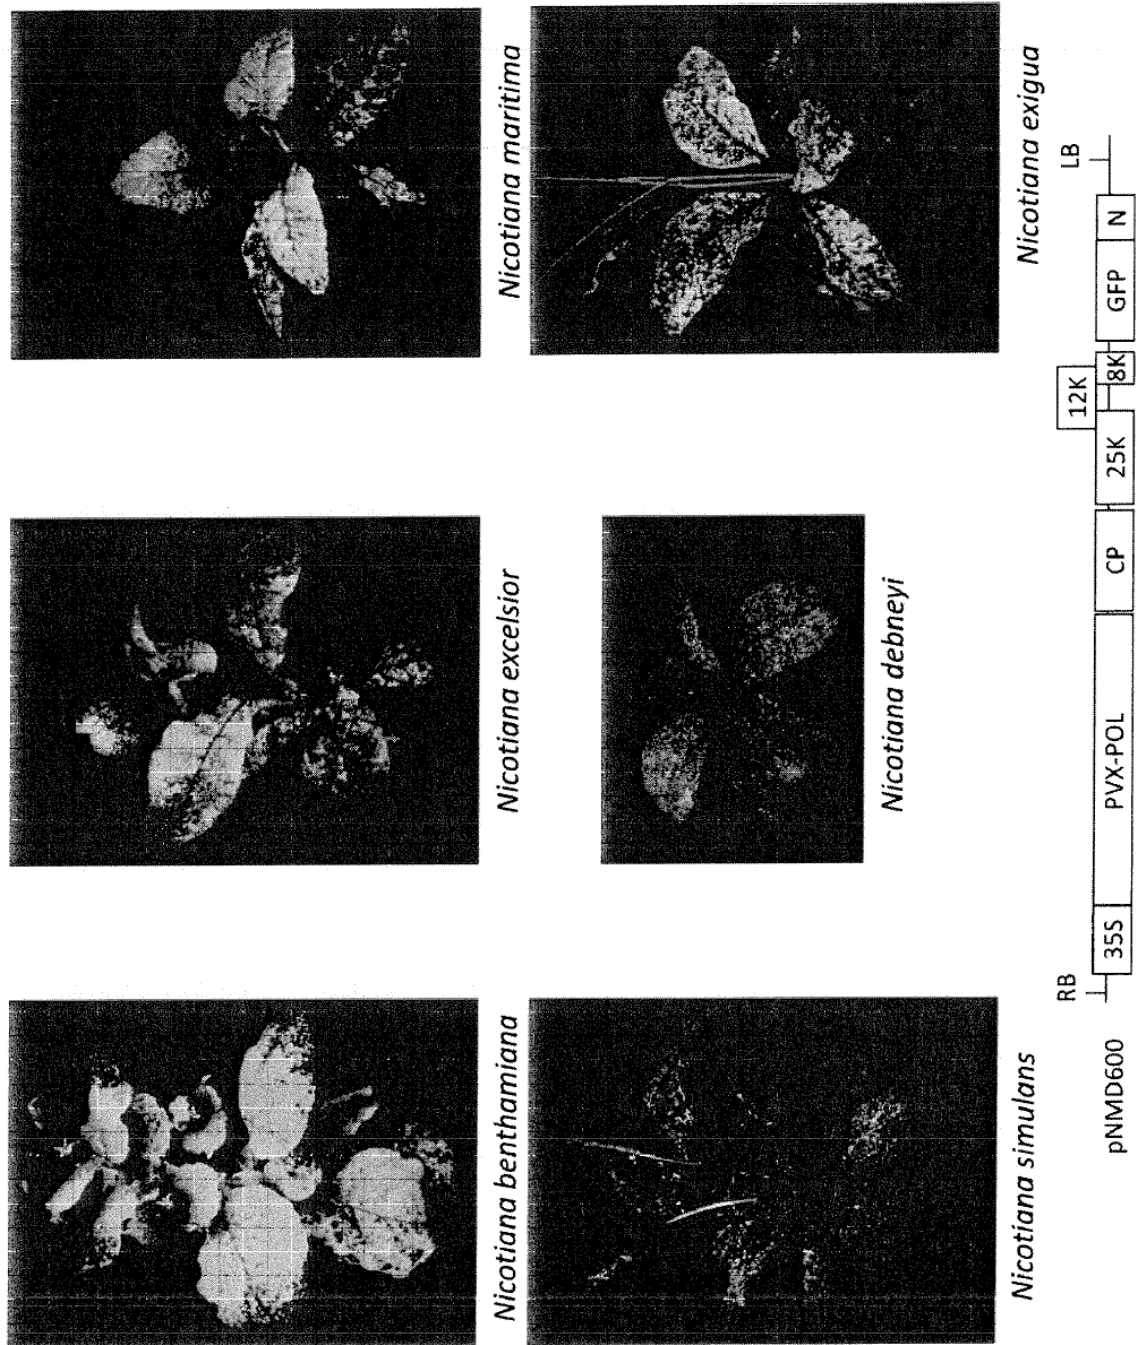 Nicotiana benthamiana
Nicotiana excelsior
Nicotiana maritima
Nicotiana simulans
Nicotiana debneyi
Nicotiana exigua
pNMD600
RB
35S
PVX-POL
CP
25K
12K
8K
GFP
N
LB